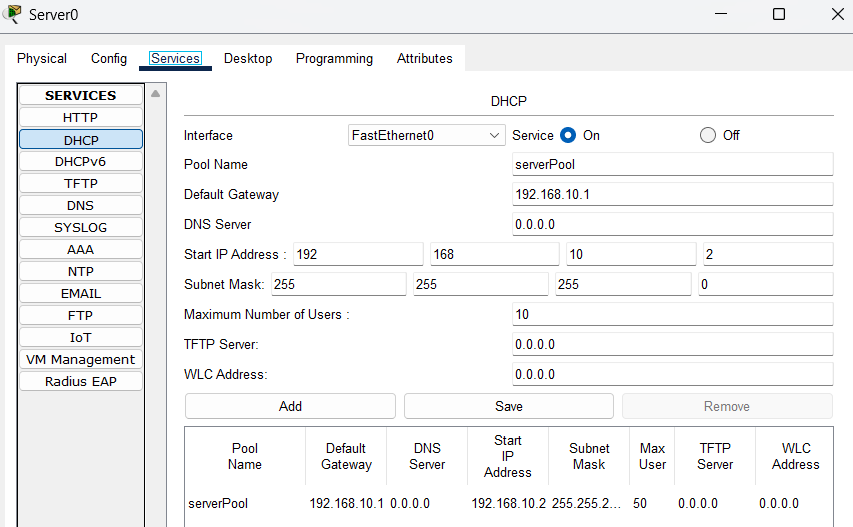 Server0
Physical Config Services Desktop Programming Attributes
SERVICES
HTTP
DHCP
DHCPv6
TFTP
DNS
SYSLOG
AAA
NTP
EMAIL
FTP
IoT
VM Management
Radius EAP
DHCP
Interface FastEthernet0 Service On Off
Pool Name serverPool
Default Gateway 192.168.10.1
DNS Server 0.0.0.0
Start IP Address : 192 168 10 2
Subnet Mask: 255 255 255 0
Maximum Number of Users : 10
TFTP Server: 0.0.0.0
WLC Address: 0.0.0.0
Add Save Remove
Pool Name Default Gateway DNS Server Start IP Address Subnet Mask Max User TFTP Server WLC Address
serverPool 192.168.10.1 0.0.0.0 192.168.10.2 255.255.2... 50 0.0.0.0 0.0.0.0